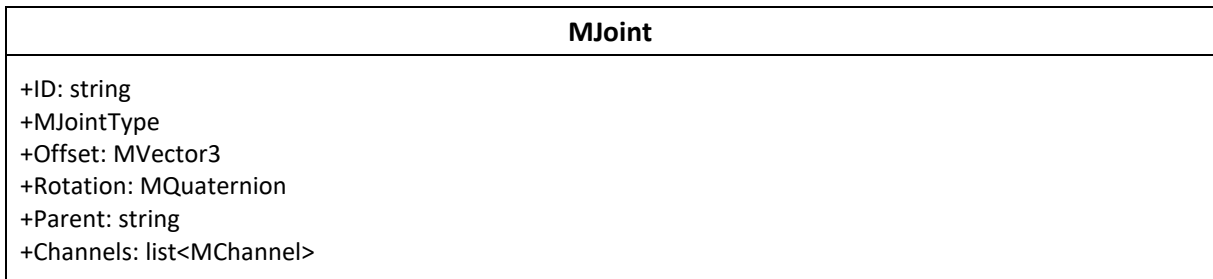 MJoint
+ID: string
+MJointType
+Offset: MVector3
+Rotation: MQuaternion
+Parent: string
+Channels: list<MChannel>